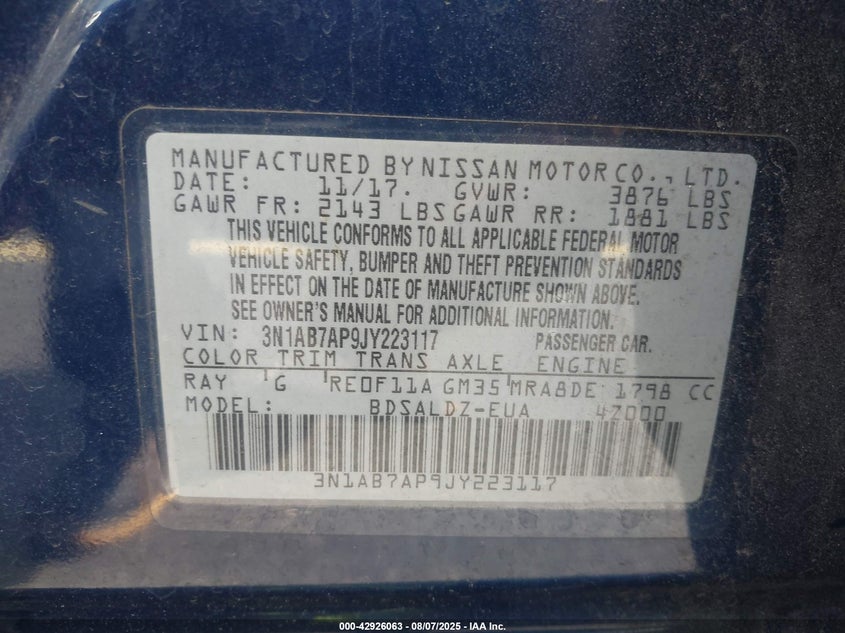 MANUFACTURED BY NISSAN MOTOR CO., LTD.
DATE: 11/17. GVWR: 3876 LBS
GAWR FR: 2143 LBS GAWR RR: 1881 LBS
THIS VEHICLE CONFORMS TO ALL APPLICABLE FEDERAL MOTOR
VEHICLE SAFETY, BUMPER AND THEFT PREVENTION STANDARDS
IN EFFECT ON THE DATE OF MANUFACTURE SHOWN ABOVE.
SEE OWNER'S MANUAL FOR ADDITIONAL INFORMATION.
VIN: 3N1AB7AP9JY223117 PASSENGER CAR.
COLOR TRIM TRANS AXLE ENGINE
RAY G RE0F11A GM35 MRA8DE 1798 CC
MODEL: BDSALDZ-EUA 4Z000
3N1AB7AP9JY223117
000-42926063 - 08/07/2025 - IAA Inc.